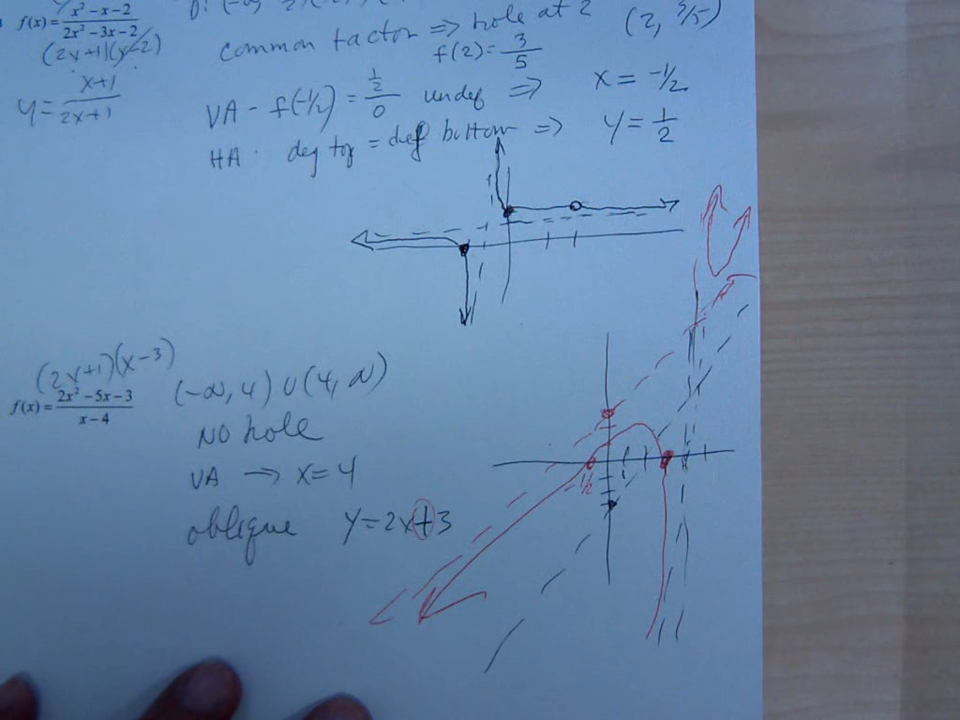 f(x) = x² - x - 2 / 2x² - 3x - 2
(2x+1)(x-2)
common factor ⇒ hole at 2 (2, 3/5)
f(2) = 3/5
y = x+1 / 2x+1
VA - f(-1/2) = 1/2 / 0 undef ⇒ x = -1/2
HA · deg top = deg bottom ⇒ y = 1/2
(2x+1)(x-3)
f(x) = 2x² - 5x - 3 / x - 4
(-∞, 4) ∪ (4, ∞)
NO hole
VA → x = 4
-1/2
oblique y = 2x+3